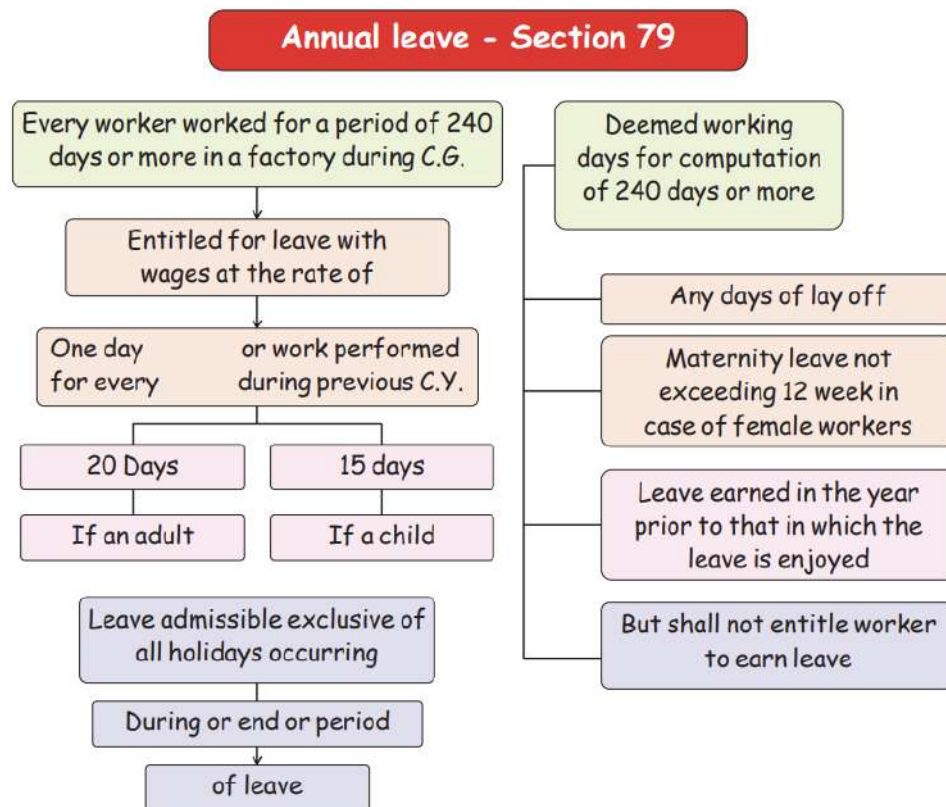 Annual leave - Section 79
Every worker worked for a period of 240
days or more in a factory during C.G.
Entitled for leave with
wages at the rate of
One day or work performed
for every during previous C.Y.
20 Days
15 days
If an adult
If a child
Leave admissible exclusive of
all holidays occurring
During or end or period
of leave
Deemed working
days for computation
of 240 days or more
Any days of lay off
Maternity leave not
exceeding 12 week in
case of female workers
Leave earned in the year
prior to that in which the
leave is enjoyed
But shall not entitle worker
to earn leave